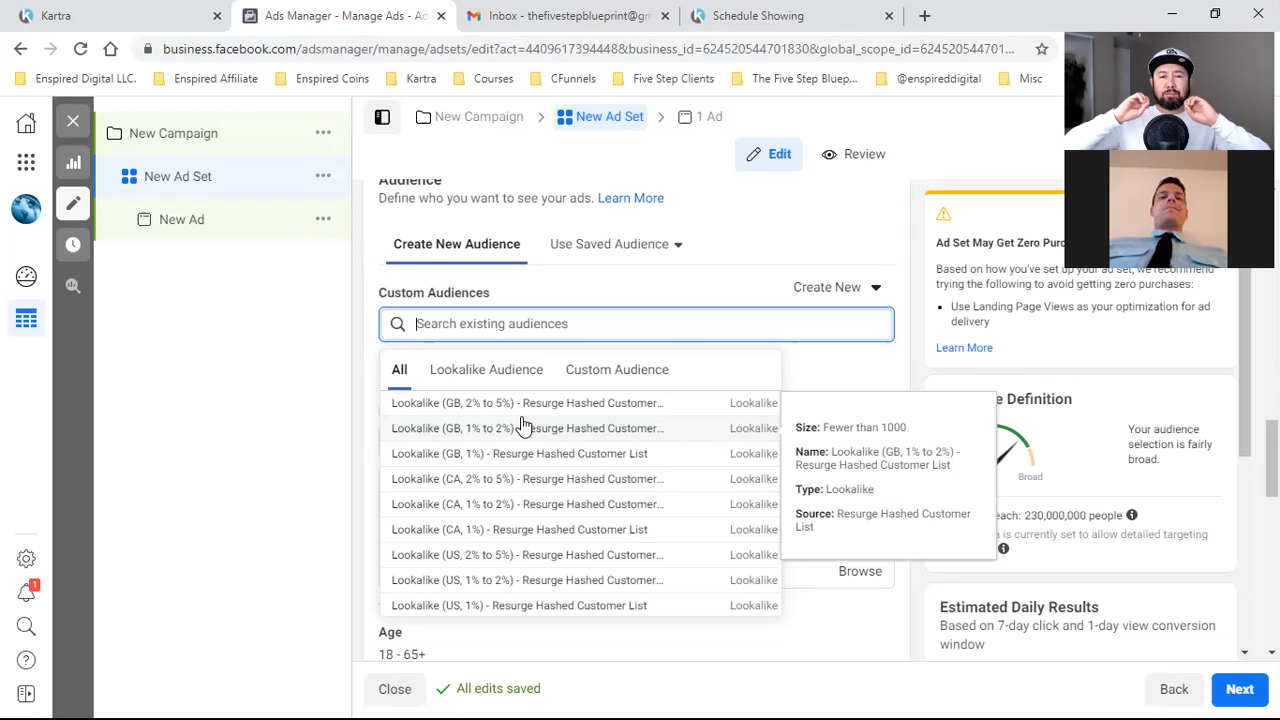 Kartra
Ads Manager - Manage Ads - Ad
Inbox - thefivestepblueprint@gm
Schedule Showing
business.facebook.com/adsmanager/manage/assets/edit?act=4409617394448&business_id=624520544701830&global_scope_id=624520544701...
Enspired Digital LLC.
Enspired Affiliate
Enspired Coins
Kartra
Courses
CFunnels
Five Step Clients
The Five Step Bluep...
@enspireddigital
Misc
New Campaign
New Ad Set
New Ad
1
New Campaign
New Ad Set
1 Ad
Edit
Review
Audience
Define who you want to see your ads. Learn More
Create New Audience
Use Saved Audience
Custom Audiences
Create New
Search existing audiences
All
Lookalike Audience
Custom Audience
Lookalike (GB, 2% to 5%) - Resurge Hashed Customer... Lookalike
Lookalike (GB, 1% to 2%) - Resurge Hashed Customer... Lookalike
Lookalike (GB, 1%) - Resurge Hashed Customer List Lookalike
Lookalike (CA, 2% to 5%) - Resurge Hashed Customer... Lookalike
Lookalike (CA, 1% to 2%) - Resurge Hashed Customer... Lookalike
Lookalike (CA, 1%) - Resurge Hashed Customer List Lookalike
Lookalike (US, 2% to 5%) - Resurge Hashed Customer... Lookalike
Lookalike (US, 1% to 2%) - Resurge Hashed Customer... Lookalike
Lookalike (US, 1%) - Resurge Hashed Customer List Lookalike
Size: Fewer than 1000
Name: Lookalike (GB, 1% to 2%) -
Resurge Hashed Customer List
Type: Lookalike
Source: Resurge Hashed Customer
List
Browse
Age
18 - 65+
Close
All edits saved
Back
Next
Ad Set May Get Zero Purc
Based on how you've set up your ad set, we recommend
trying the following to avoid getting zero purchases:
Use Landing Page Views as your optimization for ad
delivery
Learn More
Definition
Broad
Your audience
selection is fairly
broad.
each: 230,000,000 people
is currently set to allow detailed targeting
Estimated Daily Results
Based on 7-day click and 1-day view conversion
window